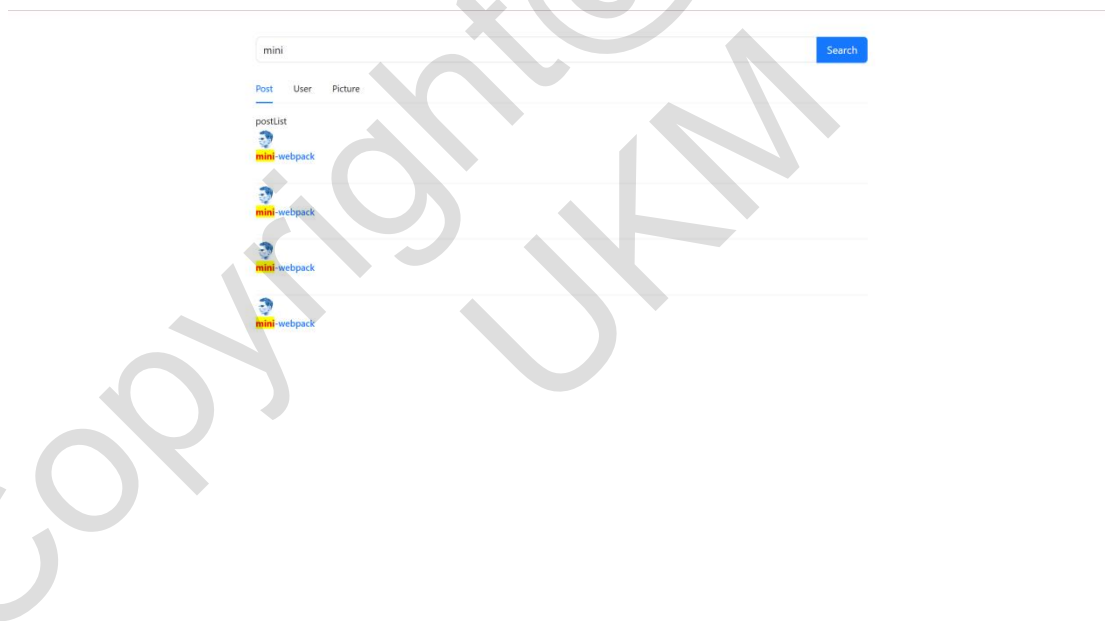 mini
Search
Post User Picture
postList
mini-webpack
mini-webpack
mini-webpack
mini-webpack
Copyright@
UKM